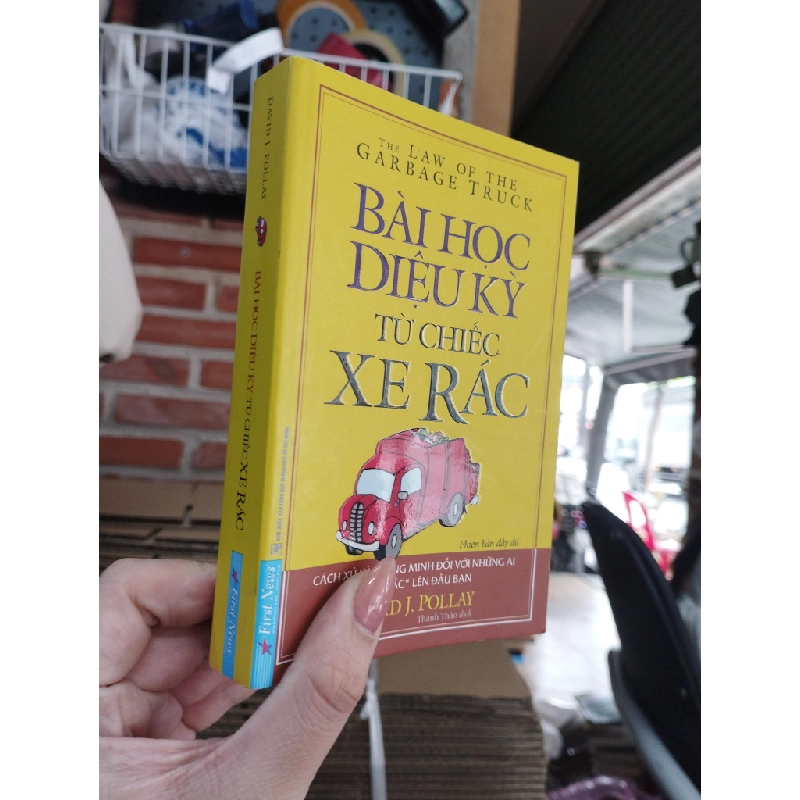 THE LAW OF THE
GARBAGE TRUCK
BÀI HỌC
DIỆU KỲ
TỪ CHIẾC
XE RÁC
Phiên bản đầy đủ
CÁCH XỬ NG MINH ĐỐI VỚI NHỮNG AI
ÁC" LÊN ĐẦU BẠN
D J. POLLAY
Thanh Thảo dịch
DAVID J. POLLAY
BÀI HỌC DIỆU KỲ TỪ CHIẾC XE RÁC
First News
First News